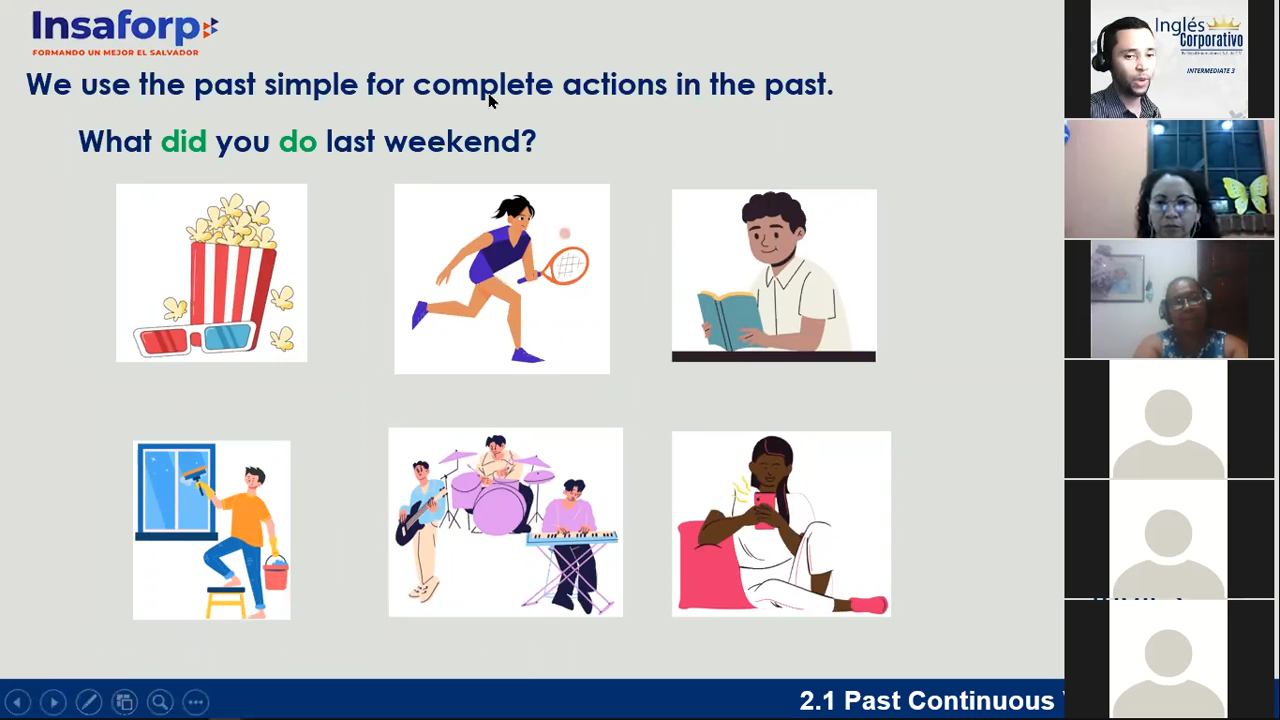 Insaforp
FORMANDO UN MEJOR EL SALVADOR
We use the past simple for complete actions in the past.
What did you do last weekend?
2.1 Past Continuous
Inglés
Corporativo
INTERMEDIATE 3